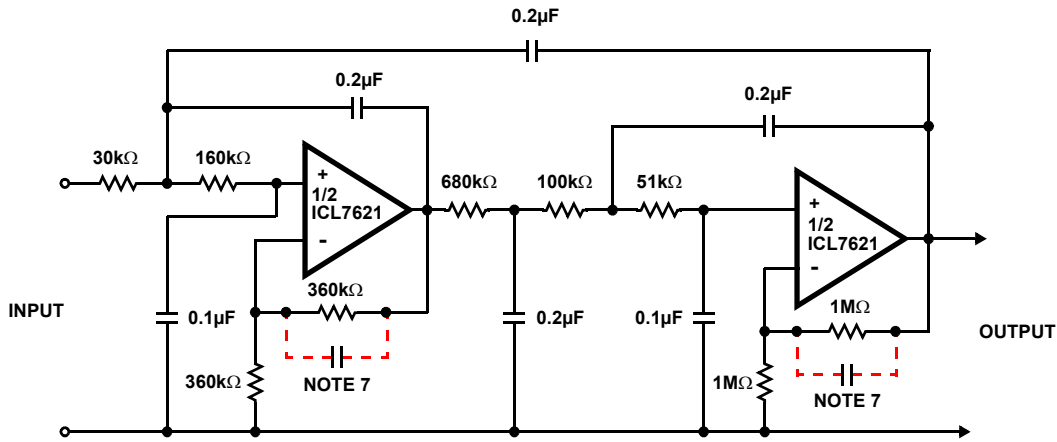 0.2µF
0.2µF
0.2µF
30kΩ
160kΩ
680kΩ
100kΩ
51kΩ
+
1/2
ICL7621
-
+
1/2
ICL7621
-
INPUT
0.1µF
360kΩ
0.2µF
0.1µF
1MΩ
OUTPUT
360kΩ
NOTE 7
1MΩ
NOTE 7